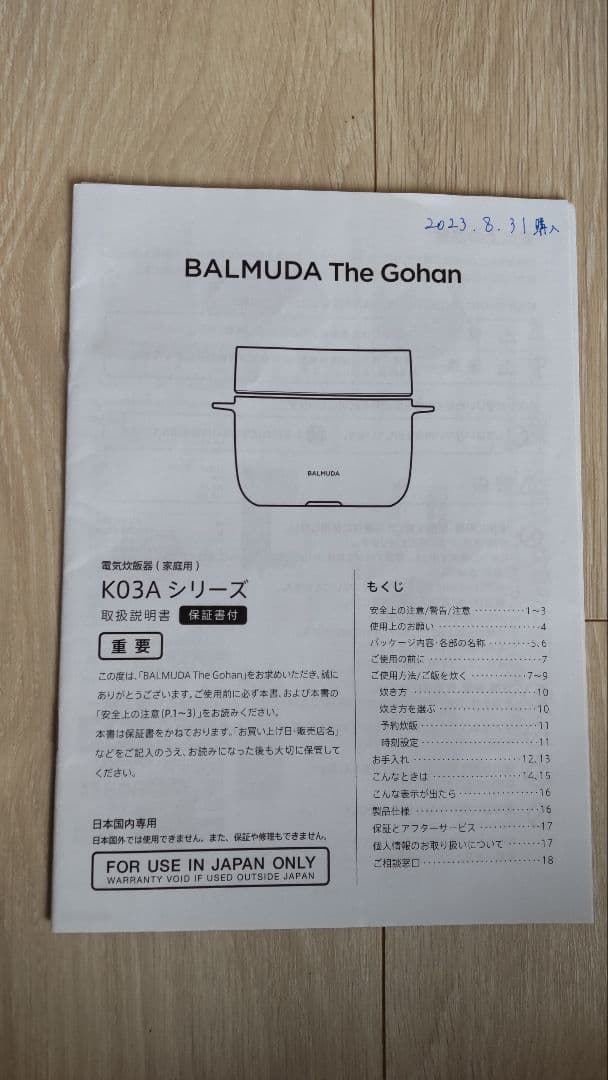 2023.8.31購入
BALMUDA The Gohan
BALMUDA
電気炊飯器(家庭用)
K03A シリーズ
取扱説明書 保証書付
重要
この度は、「BALMUDA The Gohan」をお求めいただき、誠に
ありがとうございます。ご使用前に必ず本書、および本書の
「安全上の注意(P.1~3)」をお読みください。
本書は保証書をかねております。「お買い上げ日・販売店名」
などをご記入のうえ、お読みになった後も大切に保管して
ください。
日本国内専用
日本国外では使用できません。また、保証や修理もできません。
FOR USE IN JAPAN ONLY
WARRANTY VOID IF USED OUTSIDE JAPAN
もくじ
安全上の注意/警告/注意 ………… 1~3
使用上のお願い ………… 4
パッケージ内容・各部の名称 ………… 5、6
ご使用の前に ………… 7
ご使用方法/ご飯を炊く ………… 7~9
炊き方 ………… 10
炊き方を選ぶ ………… 10
予約炊飯 ………… 11
時刻設定 ………… 11
お手入れ ………… 12、13
こんなときは ………… 14、15
こんな表示が出たら ………… 16
製品仕様 ………… 16
保証とアフターサービス ………… 17
個人情報のお取り扱いについて ………… 17
ご相談窓口 ………… 18